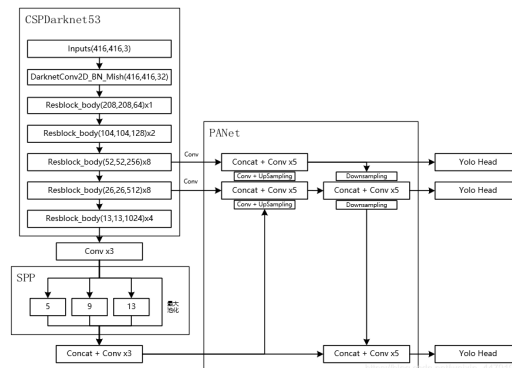 CSPDarknet53
Inputs(416,416,3)
DarknetConv2D_BN_Mish(416,416,32)
Resblock_body(208,208,64)x1
Resblock_body(104,104,128)x2
Resblock_body(52,52,256)x8
Resblock_body(26,26,512)x8
Resblock_body(13,13,1024)x4
Conv x3
SPP
5
9
13
最大
池化
Concat + Conv x3
PANet
Conv
Concat + Conv x5
Yolo Head
Conv + UpSampling
Downsampling
Conv
Concat + Conv x5
Concat + Conv x5
Yolo Head
Conv + UpSampling
Downsampling
Concat + Conv x5
Yolo Head